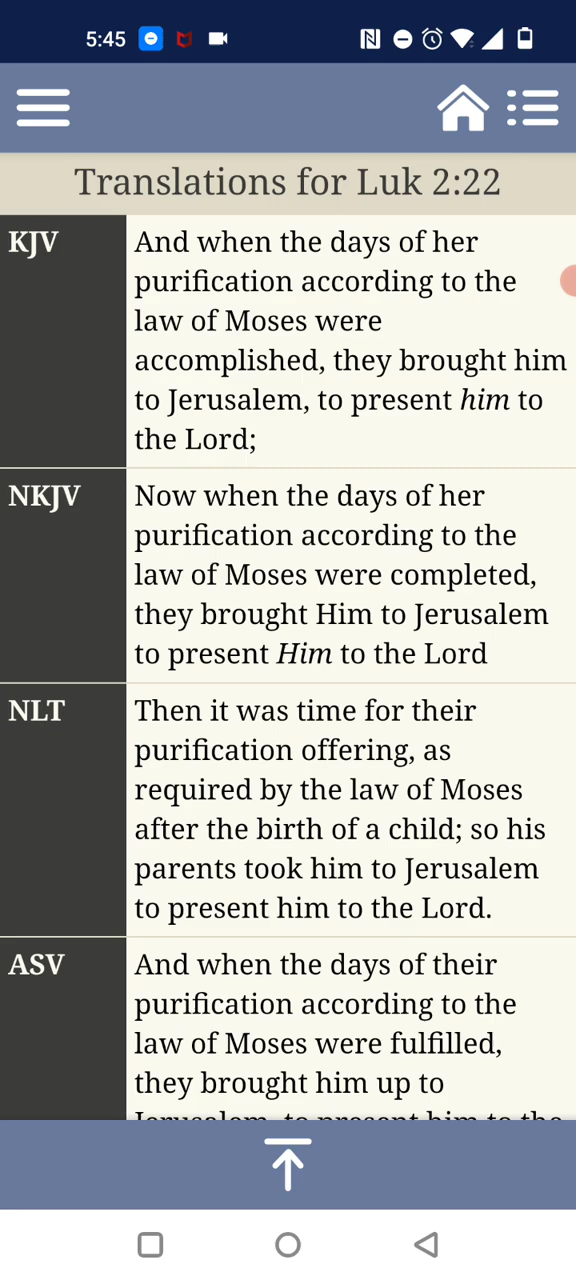 5:45
Translations for Luk 2:22
KJV
And when the days of her
purification according to the
law of Moses were
accomplished, they brought him
to Jerusalem, to present him to
the Lord;
NKJV
Now when the days of her
purification according to the
law of Moses were completed,
they brought Him to Jerusalem
to present Him to the Lord
NLT
Then it was time for their
purification offering, as
required by the law of Moses
after the birth of a child; so his
parents took him to Jerusalem
to present him to the Lord.
ASV
And when the days of their
purification according to the
law of Moses were fulfilled,
they brought him up to
Jerusalem, to present him to the